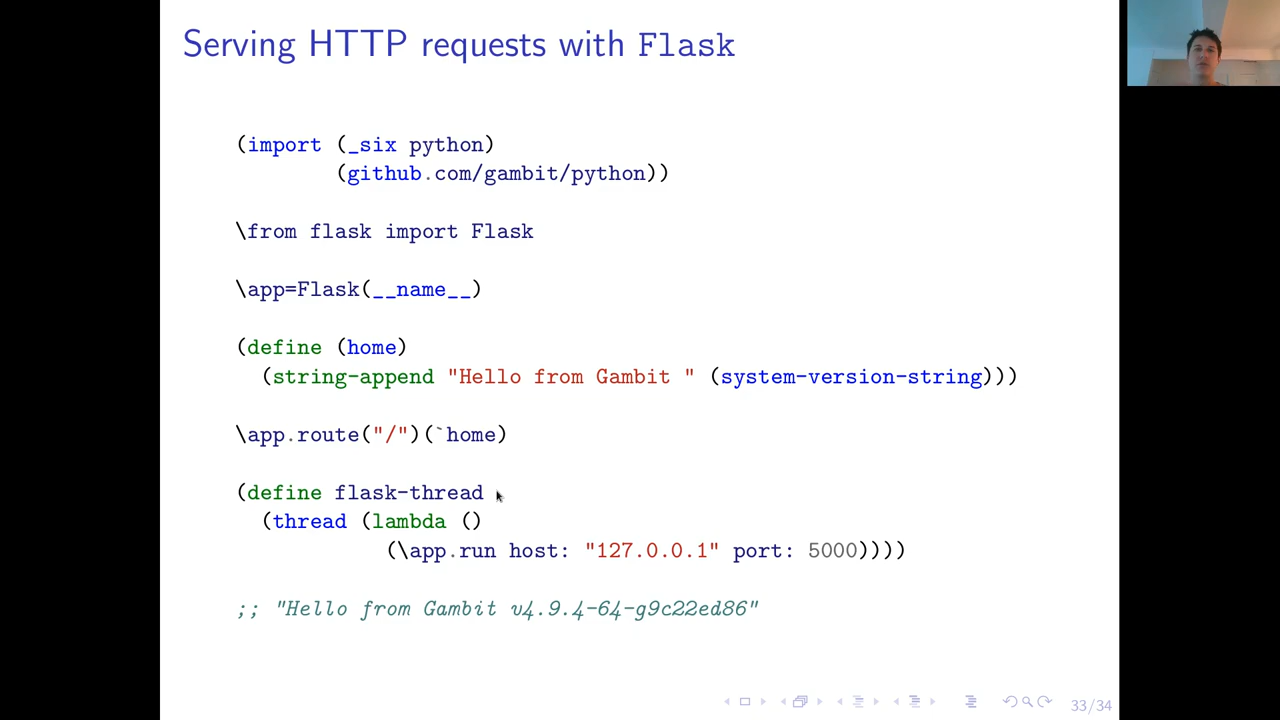 Serving HTTP requests with Flask
(import (_six python)
(github.com/gambit/python))
\from flask import Flask
\app=Flask(__name__)
(define (home)
(string-append "Hello from Gambit " (system-version-string)))
\app.route("/")(`home)
(define flask-thread
(thread (lambda ()
(\app.run host: "127.0.0.1" port: 5000))))
;; "Hello from Gambit v4.9.4-64-g9c22ed86"
33/34